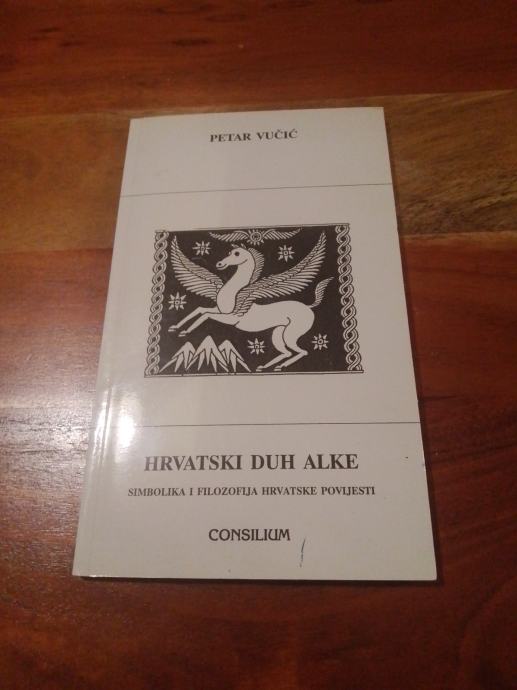 PETAR VUČIĆ
HRVATSKI DUH ALKE
SIMBOLIKA I FILOZOFIJA HRVATSKE POVIJESTI
CONSILIUM